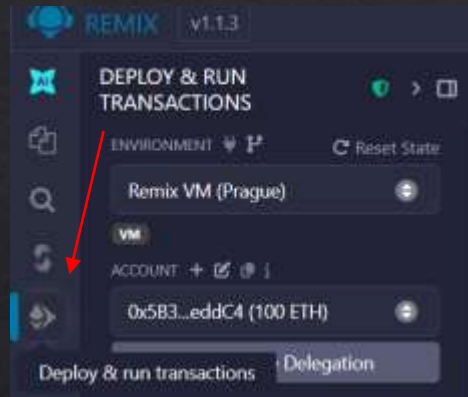 REMIX v1.1.3
AI
DEPLOY & RUN
TRANSACTIONS
ENVIRONMENT
Reset State
Remix VM (Prague)
VM
ACCOUNT
0x5B3...eddC4 (100 ETH)
Delegation
Deploy & run transactions